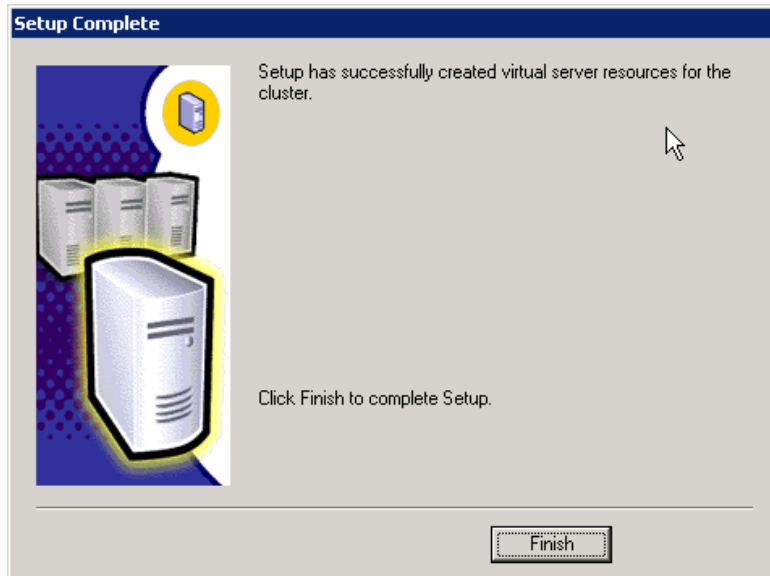 Setup Complete
Setup has successfully created virtual server resources for the
cluster.
Click Finish to complete Setup.
Finish